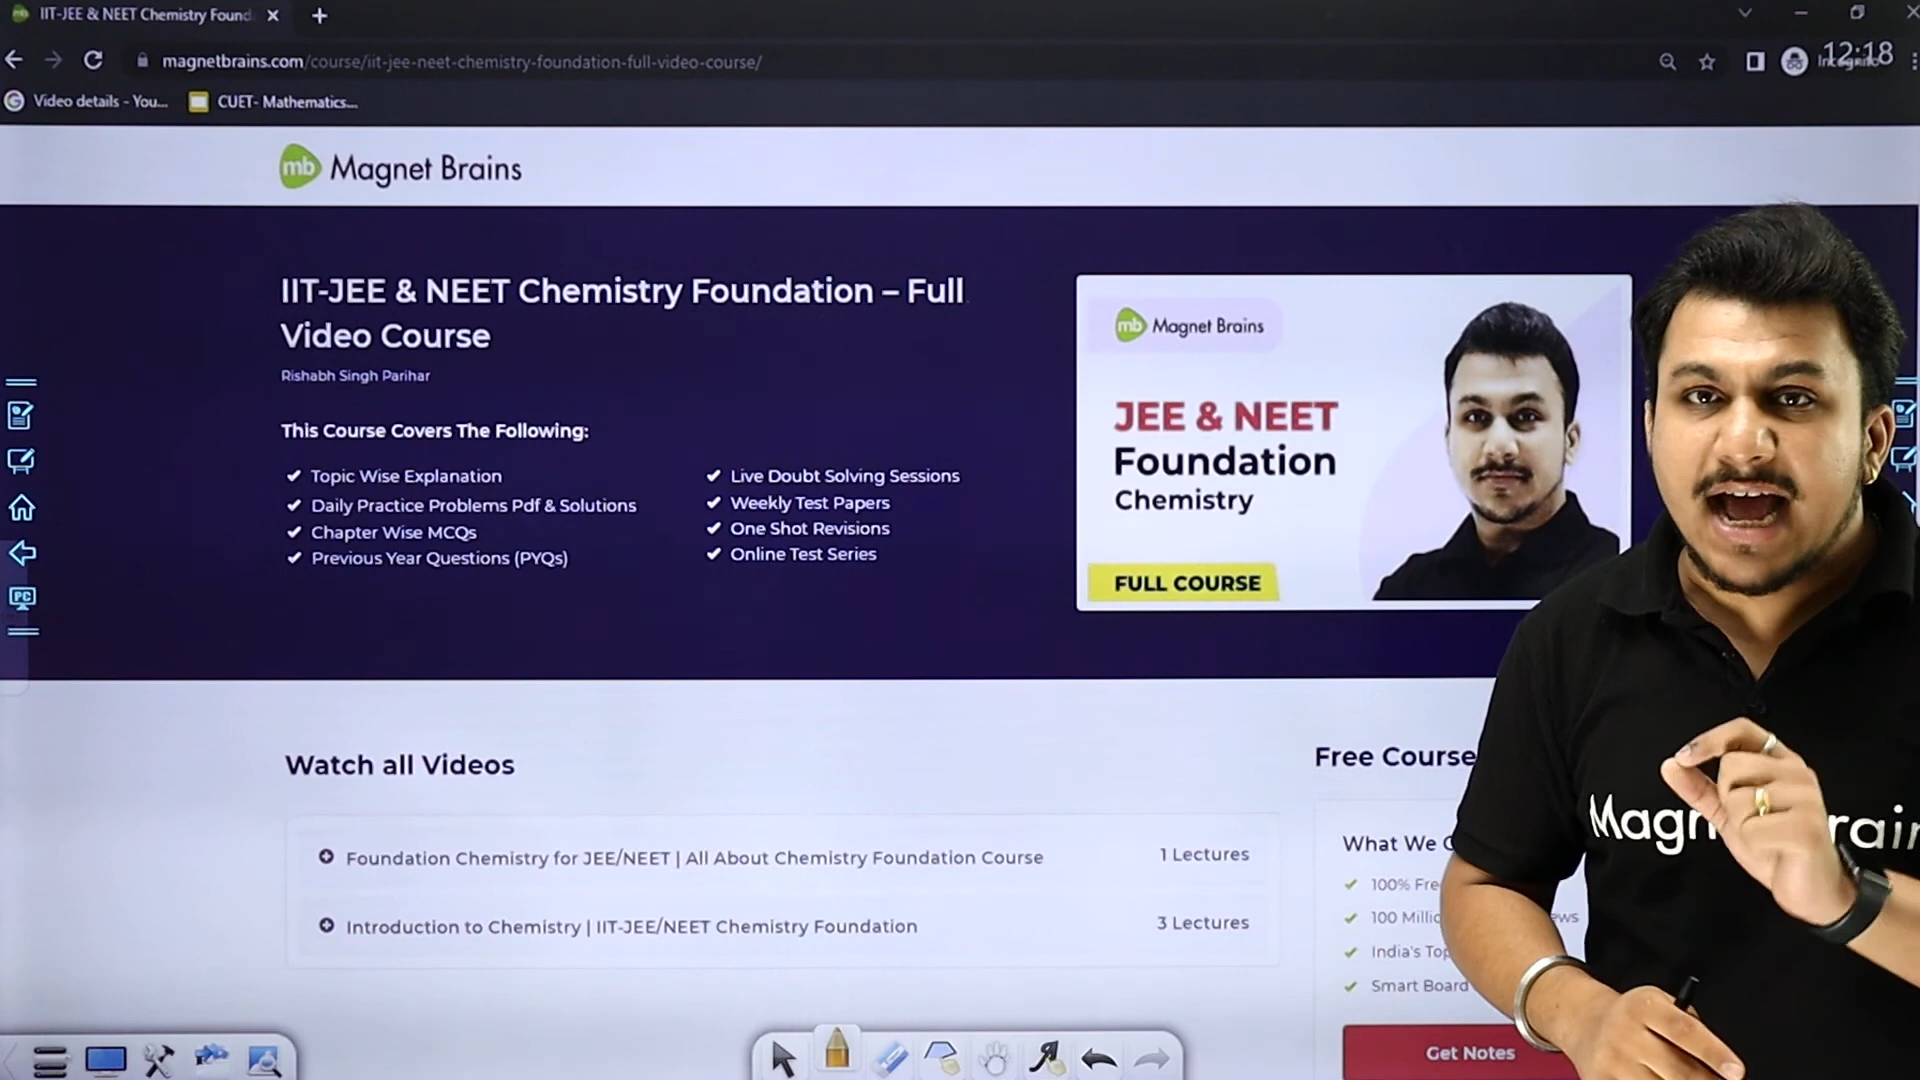 IIT-JEE & NEET Chemistry Found
12:18
magnetbrains.com/course/iit-jee-neet-chemistry-foundation-full-video-course/
Video details - You...
CUET- Mathematics...
mb Magnet Brains
IIT-JEE & NEET Chemistry Foundation – Full
Video Course
Rishabh Singh Parihar
This Course Covers The Following:
Topic Wise Explanation
Daily Practice Problems Pdf & Solutions
Chapter Wise MCQs
Previous Year Questions (PYQs)
Live Doubt Solving Sessions
Weekly Test Papers
One Shot Revisions
Online Test Series
mb Magnet Brains
JEE & NEET
Foundation
Chemistry
FULL COURSE
PC
Watch all Videos
Foundation Chemistry for JEE/NEET | All About Chemistry Foundation Course
1 Lectures
Introduction to Chemistry | IIT-JEE/NEET Chemistry Foundation
3 Lectures
Free Course
What We
100% Fre
100 Millio
ews
India's Top
Smart Board
Get Notes
Magn
rain